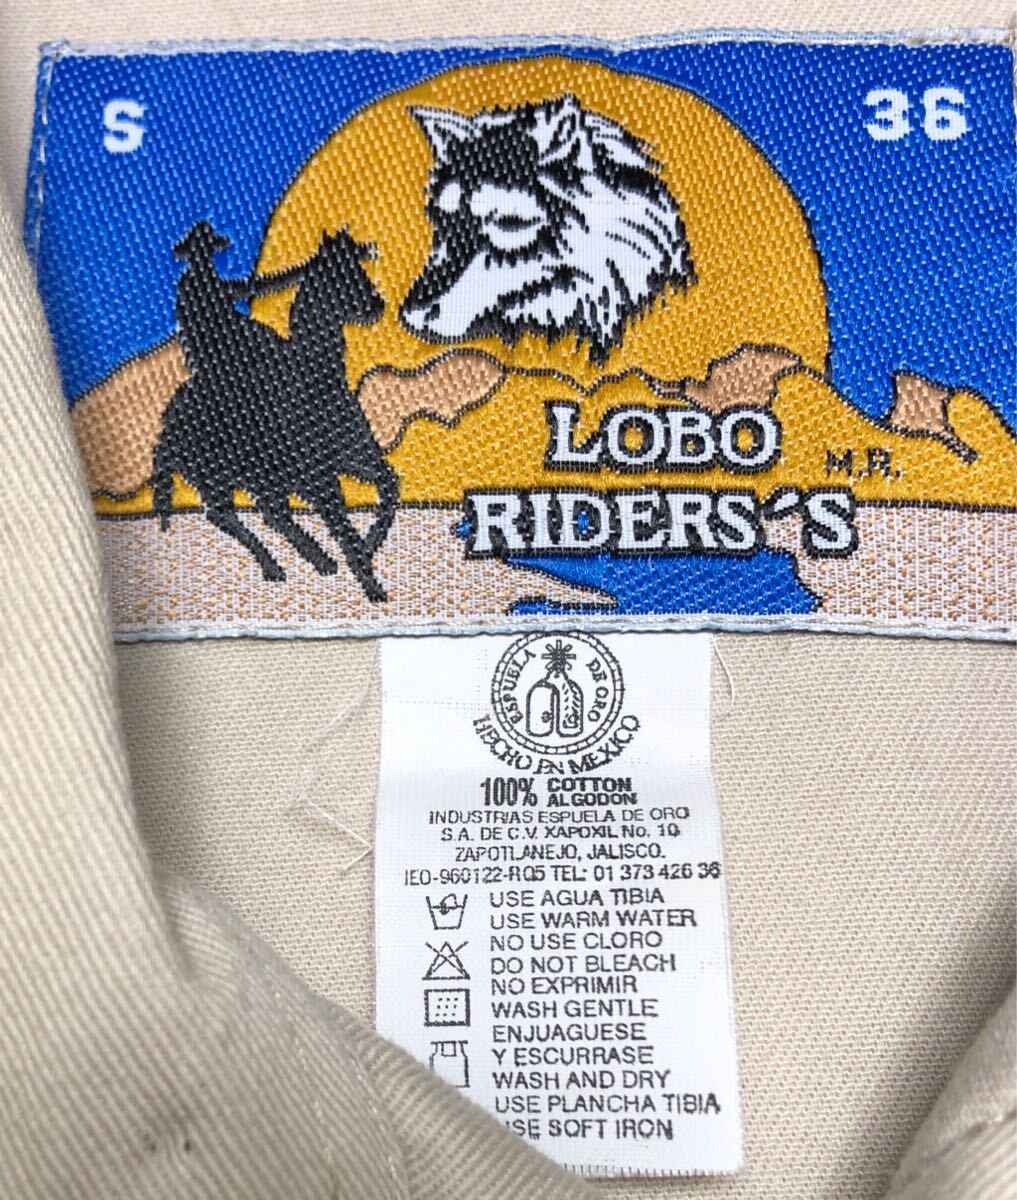 S
36
LOBO
M.R.
RIDERS´S
ESPUELA DE ORO
HECHO EN MEXICO
100% COTTON
ALGODON
INDUSTRIAS ESPUELA DE ORO
S.A. DE C.V. XAPOXIL No. 10
ZAPOTLANEJO, JALISCO.
IEO-960122-RQ5 TEL: 01 373 426 36
USE AGUA TIBIA
USE WARM WATER
NO USE CLORO
DO NOT BLEACH
NO EXPRIMIR
WASH GENTLE
ENJUAGUESE
Y ESCURRASE
WASH AND DRY
USE PLANCHA TIBIA
USE SOFT IRON